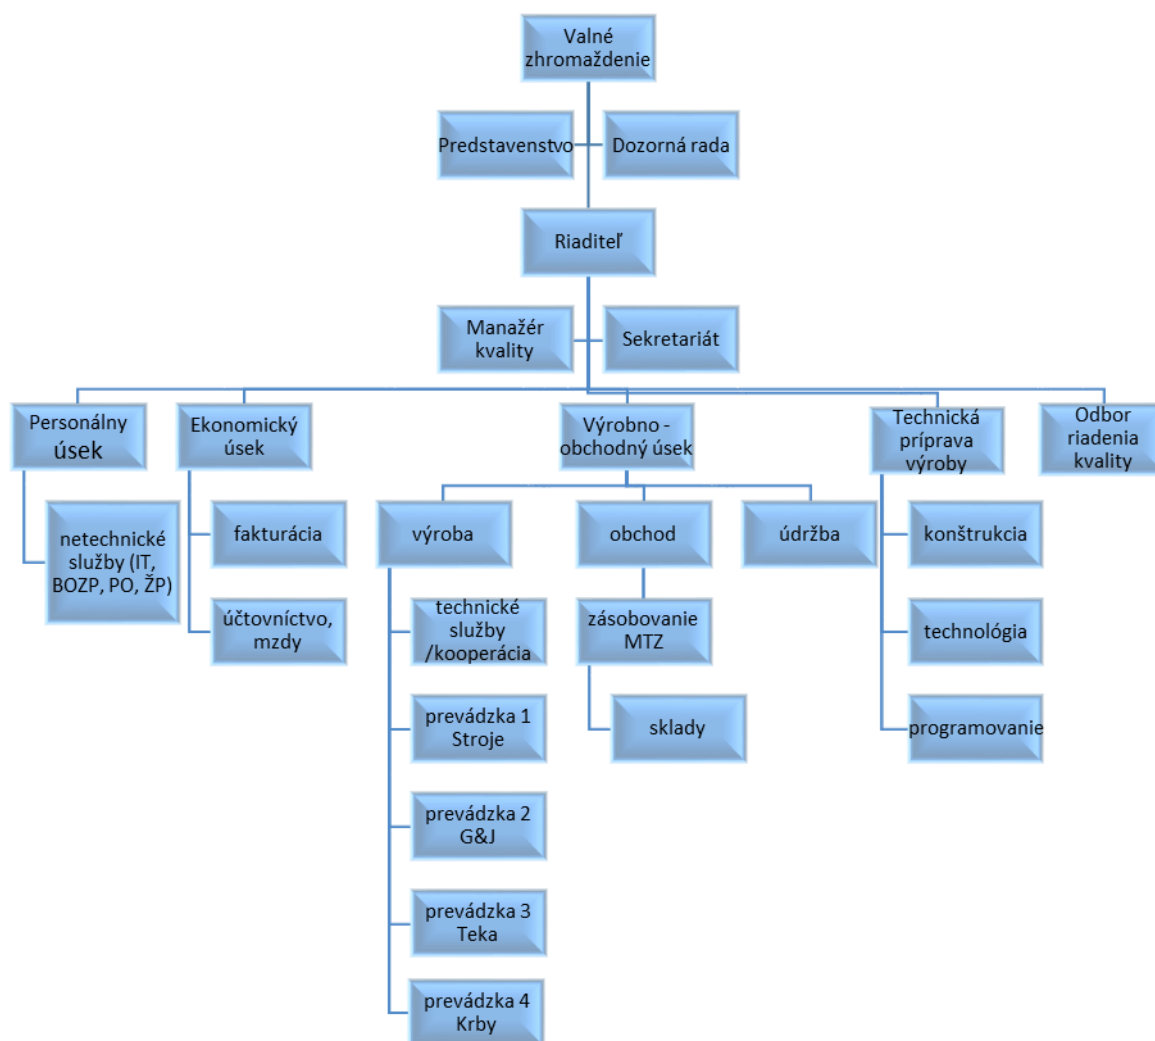 Valné
zhromaždenie
Predstavenstvo
Dozorná rada
Riaditeľ
Manažér
kvality
Sekretariát
Personálny
úsek
Ekonomický
úsek
Výrobno -
obchodný úsek
Technická
príprava
výroby
Odbor
riadenia
kvality
netechnické
služby (IT,
BOZP, PO, ŽP)
fakturácia
účtovníctvo,
mzdy
výroba
technické
služby
/kooperácia
prevádzka 1
Stroje
prevádzka 2
G&J
prevádzka 3
Teka
prevádzka 4
Krby
obchod
zásobovanie
MTZ
sklady
údržba
konštrukcia
technológia
programovanie